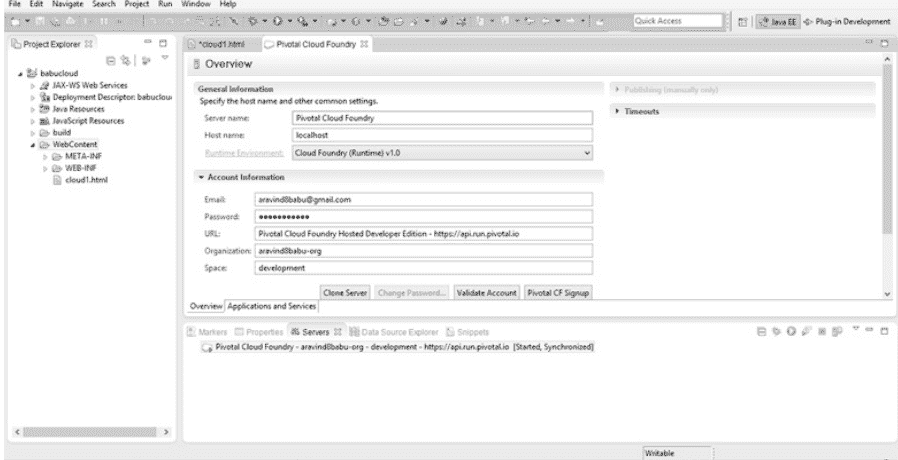 File Edit Navigate Search Project Run Window Help
Quick Access
Java EE Plug-in Development
Project Explorer
*cloud1.html
Pivotal Cloud Foundry
babucloud
JAX-WS Web Services
Deployment Descriptor: babuclou
Java Resources
JavaScript Resources
build
WebContent
META-INF
WEB-INF
cloud1.html
Overview
General Information
Specify the host name and other common settings.
Server name: Pivotal Cloud Foundry
Host name: localhost
Runtime Environment: Cloud Foundry (Runtime) v1.0
Publishing (manually only)
Timeouts
Account Information
Email: aravind8babu@gmail.com
Password:
URL: Pivotal Cloud Foundry Hosted Developer Edition - https://api.run.pivotal.io
Organization: aravind8babu-org
Space: development
Clone Server Change Password... Validate Account Pivotal CF Signup
Overview Applications and Services
Markers Properties Servers Data Source Explorer Snippets
Pivotal Cloud Foundry - aravind8babu-org - development - https://api.run.pivotal.io [Started, Synchronized]
Writable